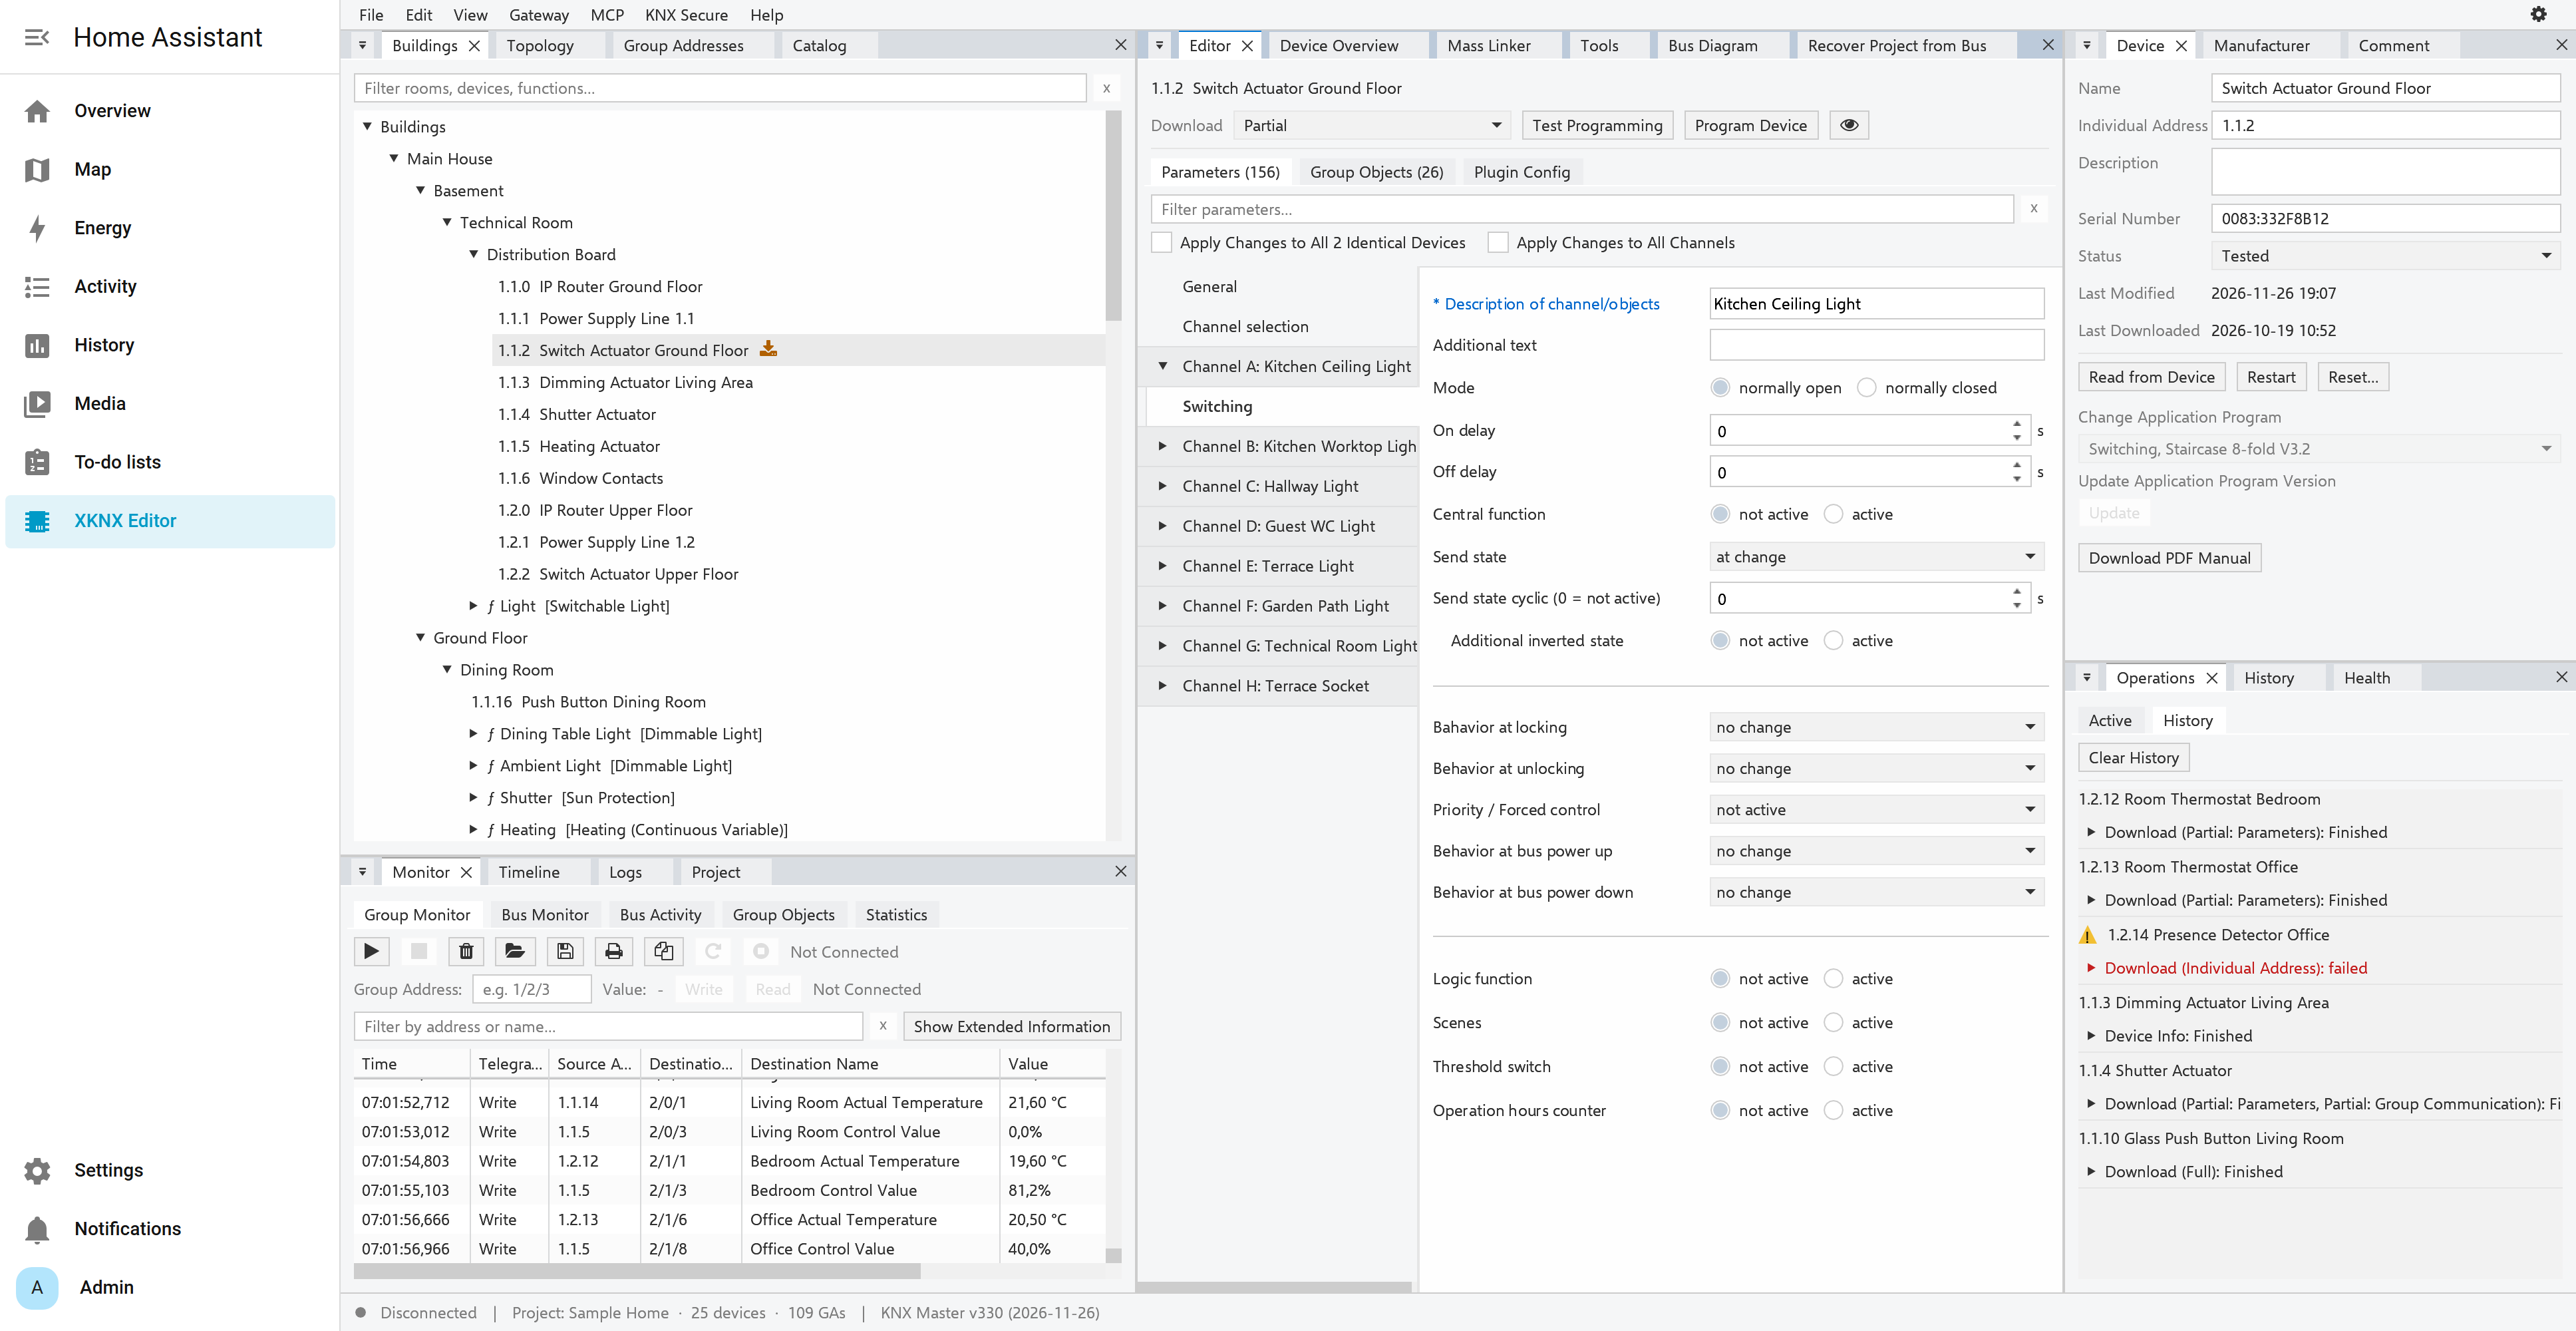 Home Assistant
Overview
Map
Energy
Activity
History
Media
To-do lists
XKNX Editor
Settings
Notifications
A Admin
File Edit View Gateway MCP KNX Secure Help
Buildings Topology Group Addresses Catalog
Filter rooms, devices, functions... x
Buildings
Main House
Basement
Technical Room
Distribution Board
1.1.0 IP Router Ground Floor
1.1.1 Power Supply Line 1.1
1.1.2 Switch Actuator Ground Floor
1.1.3 Dimming Actuator Living Area
1.1.4 Shutter Actuator
1.1.5 Heating Actuator
1.1.6 Window Contacts
1.2.0 IP Router Upper Floor
1.2.1 Power Supply Line 1.2
1.2.2 Switch Actuator Upper Floor
ƒ Light [Switchable Light]
Ground Floor
Dining Room
1.1.16 Push Button Dining Room
ƒ Dining Table Light [Dimmable Light]
ƒ Ambient Light [Dimmable Light]
ƒ Shutter [Sun Protection]
ƒ Heating [Heating (Continuous Variable)]
Monitor Timeline Logs Project
Group Monitor Bus Monitor Bus Activity Group Objects Statistics
Not Connected
Group Address: e.g. 1/2/3 Value: - Write Read Not Connected
Filter by address or name... x Show Extended Information
Time Telegra... Source A... Destinatio... Destination Name Value
07:01:52,712 Write 1.1.14 2/0/1 Living Room Actual Temperature 21,60 °C
07:01:53,012 Write 1.1.5 2/0/3 Living Room Control Value 0,0%
07:01:54,803 Write 1.2.12 2/1/1 Bedroom Actual Temperature 19,60 °C
07:01:55,103 Write 1.1.5 2/1/3 Bedroom Control Value 81,2%
07:01:56,666 Write 1.2.13 2/1/6 Office Actual Temperature 20,50 °C
07:01:56,966 Write 1.1.5 2/1/8 Office Control Value 40,0%
Editor Device Overview Mass Linker Tools Bus Diagram Recover Project from Bus
1.1.2 Switch Actuator Ground Floor
Download Partial Test Programming Program Device
Parameters (156) Group Objects (26) Plugin Config
Filter parameters... x
Apply Changes to All 2 Identical Devices Apply Changes to All Channels
General
Channel selection
Channel A: Kitchen Ceiling Light
Switching
Channel B: Kitchen Worktop Ligh
Channel C: Hallway Light
Channel D: Guest WC Light
Channel E: Terrace Light
Channel F: Garden Path Light
Channel G: Technical Room Light
Channel H: Terrace Socket
* Description of channel/objects Kitchen Ceiling Light
Additional text
Mode normally open normally closed
On delay 0 s
Off delay 0 s
Central function not active active
Send state at change
Send state cyclic (0 = not active) 0 s
Additional inverted state not active active
Bahavior at locking no change
Behavior at unlocking no change
Priority / Forced control not active
Behavior at bus power up no change
Behavior at bus power down no change
Logic function not active active
Scenes not active active
Threshold switch not active active
Operation hours counter not active active
Device Manufacturer Comment
Name Switch Actuator Ground Floor
Individual Address 1.1.2
Description
Serial Number 0083:332F8B12
Status Tested
Last Modified 2026-11-26 19:07
Last Downloaded 2026-10-19 10:52
Read from Device Restart Reset...
Change Application Program
Switching, Staircase 8-fold V3.2
Update Application Program Version
Update
Download PDF Manual
Operations History Health
Active History
Clear History
1.2.12 Room Thermostat Bedroom
Download (Partial: Parameters): Finished
1.2.13 Room Thermostat Office
Download (Partial: Parameters): Finished
1.2.14 Presence Detector Office
Download (Individual Address): failed
1.1.3 Dimming Actuator Living Area
Device Info: Finished
1.1.4 Shutter Actuator
Download (Partial: Parameters, Partial: Group Communication): Fi
1.1.10 Glass Push Button Living Room
Download (Full): Finished
Disconnected | Project: Sample Home · 25 devices · 109 GAs | KNX Master v330 (2026-11-26)